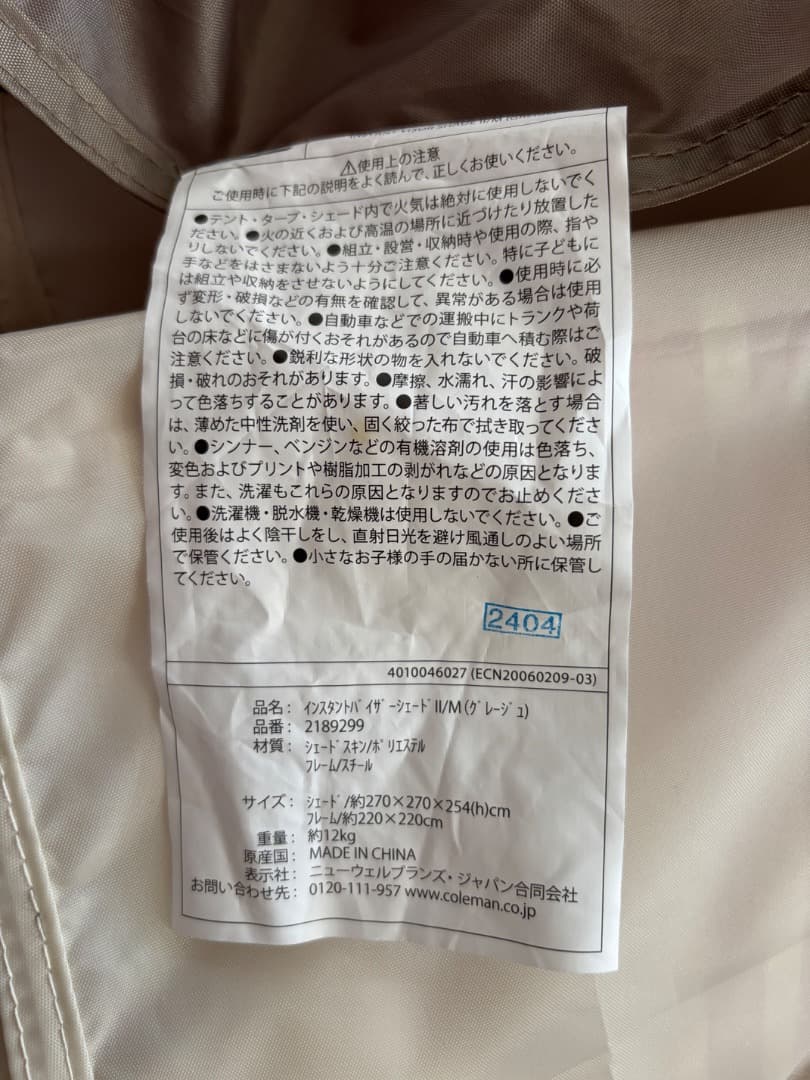 ⚠使用上の注意
ご使用時に下記の説明をよく読んで、正しくお使いください。
●テント・タープ・シェード内で火気は絶対に使用しないでく
ださい。●火の近くおよび高温の場所に近づけたり放置した
りしないでください。●組立・設営・収納時や使用の際、指や
手などをはさまないよう十分ご注意ください。特に子どもに
は組立や収納をさせないようにしてください。●使用時に必
ず変形・破損などの有無を確認して、異常がある場合は使用
しないでください。●自動車などでの運搬中にトランクや荷
台の床などに傷が付くおそれがあるので自動車へ積む際はご
注意ください。●鋭利な形状の物を入れないでください。破
損・破れのおそれがあります。●摩擦、水濡れ、汗の影響によ
って色落ちすることがあります。●著しい汚れを落とす場合
は、薄めた中性洗剤を使い、固く絞った布で拭き取ってくださ
い。●シンナー、ベンジンなどの有機溶剤の使用は色落ち、
変色およびプリントや樹脂加工の剥がれなどの原因となりま
す。また、洗濯もこれらの原因となりますのでお止めくださ
い。●洗濯機・脱水機・乾燥機は使用しないでください。●ご
使用後はよく陰干しをし、直射日光を避け風通しのよい場所
で保管ください。●小さなお子様の手の届かない所に保管し
てください。
2404
4010046027 (ECN20060209-03)
品名： ｲﾝｽﾀﾝﾄﾊﾞｲｻﾞｰｼｪｰﾄﾞII/M(ｸﾞﾚｰｼﾞｭ)
品番： 2189299
材質： ｼｪｰﾄﾞｽｷﾝ/ﾎﾟﾘｴｽﾃﾙ
ﾌﾚｰﾑ/ｽﾁｰﾙ
サイズ： ｼｪｰﾄﾞ/約270×270×254(h)cm
ﾌﾚｰﾑ/約220×220cm
重量： 約12kg
原産国： MADE IN CHINA
表示社： ニューウェルブランズ・ジャパン合同会社
お問い合わせ先： 0120-111-957 www.coleman.co.jp